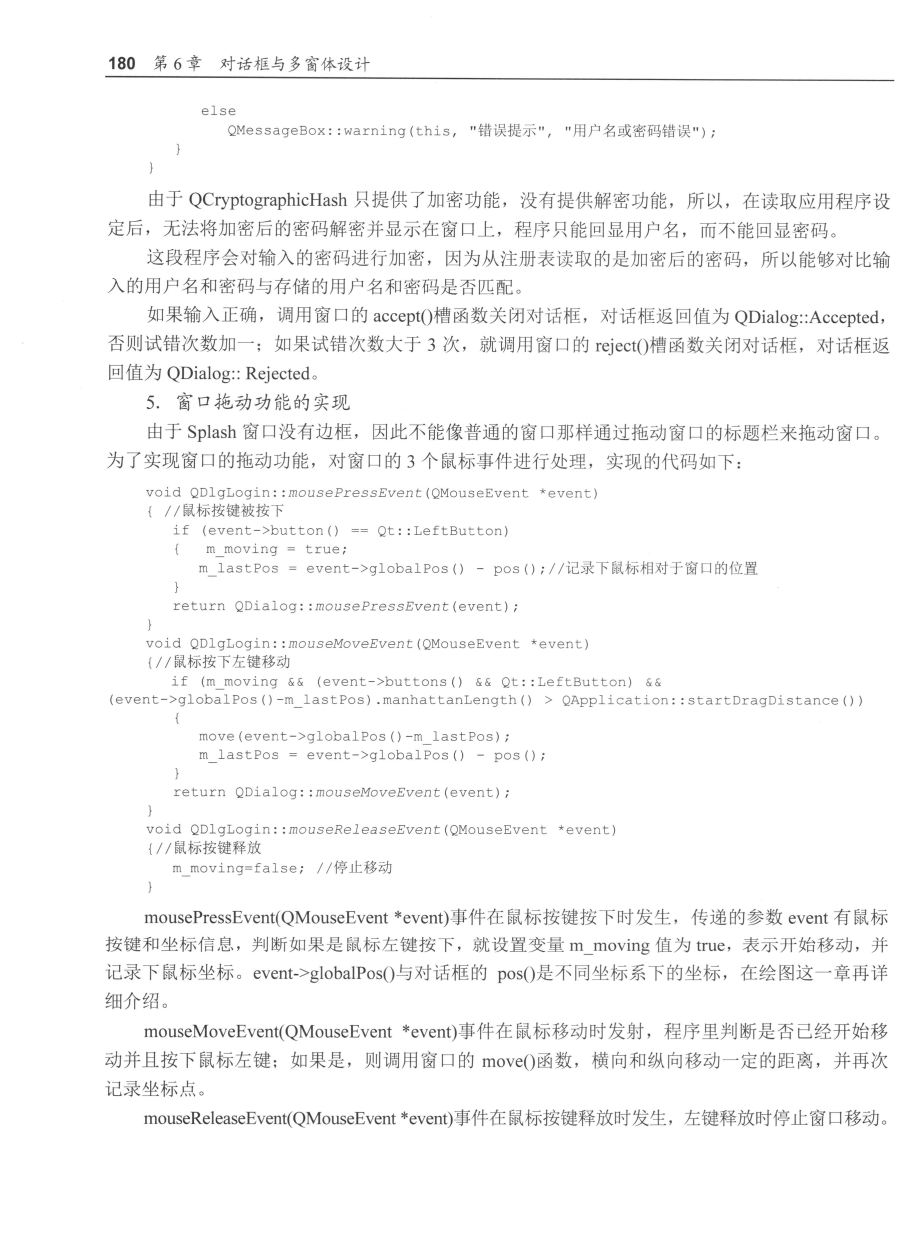 180 第6章 对话框与多窗体设计
else
QMessageBox::warning(this, "错误提示", "用户名或密码错误");
}
}
由于 QCryptographicHash 只提供了加密功能，没有提供解密功能，所以，在读取应用程序设
定后，无法将加密后的密码解密并显示在窗口上，程序只能回显用户名，而不能回显密码。
这段程序会对输入的密码进行加密，因为从注册表读取的是加密后的密码，所以能够对比输
入的用户名和密码与存储的用户名和密码是否匹配。
如果输入正确，调用窗口的 accept()槽函数关闭对话框，对话框返回值为 QDialog::Accepted，
否则试错次数加一；如果试错次数大于 3 次，就调用窗口的 reject()槽函数关闭对话框，对话框返
回值为 QDialog:: Rejected。
5. 窗口拖动功能的实现
由于 Splash 窗口没有边框，因此不能像普通的窗口那样通过拖动窗口的标题栏来拖动窗口。
为了实现窗口的拖动功能，对窗口的 3 个鼠标事件进行处理，实现的代码如下：
void QDlgLogin::mousePressEvent(QMouseEvent *event)
{ //鼠标按键被按下
if (event->button() == Qt::LeftButton)
{ m_moving = true;
m_lastPos = event->globalPos() - pos();//记录下鼠标相对于窗口的位置
}
return QDialog::mousePressEvent(event);
}
void QDlgLogin::mouseMoveEvent(QMouseEvent *event)
{//鼠标按下左键移动
if (m_moving && (event->buttons() && Qt::LeftButton) &&
(event->globalPos()-m_lastPos).manhattanLength() > QApplication::startDragDistance())
{
move(event->globalPos()-m_lastPos);
m_lastPos = event->globalPos() - pos();
}
return QDialog::mouseMoveEvent(event);
}
void QDlgLogin::mouseReleaseEvent(QMouseEvent *event)
{//鼠标按键释放
m_moving=false; //停止移动
}
mousePressEvent(QMouseEvent *event)事件在鼠标按键按下时发生，传递的参数 event 有鼠标
按键和坐标信息，判断如果是鼠标左键按下，就设置变量 m_moving 值为 true，表示开始移动，并
记录下鼠标坐标。event->globalPos()与对话框的 pos()是不同坐标系下的坐标，在绘图这一章再详
细介绍。
mouseMoveEvent(QMouseEvent *event)事件在鼠标移动时发射，程序里判断是否已经开始移
动并且按下鼠标左键；如果是，则调用窗口的 move()函数，横向和纵向移动一定的距离，并再次
记录坐标点。
mouseReleaseEvent(QMouseEvent *event)事件在鼠标按键释放时发生，左键释放时停止窗口移动。